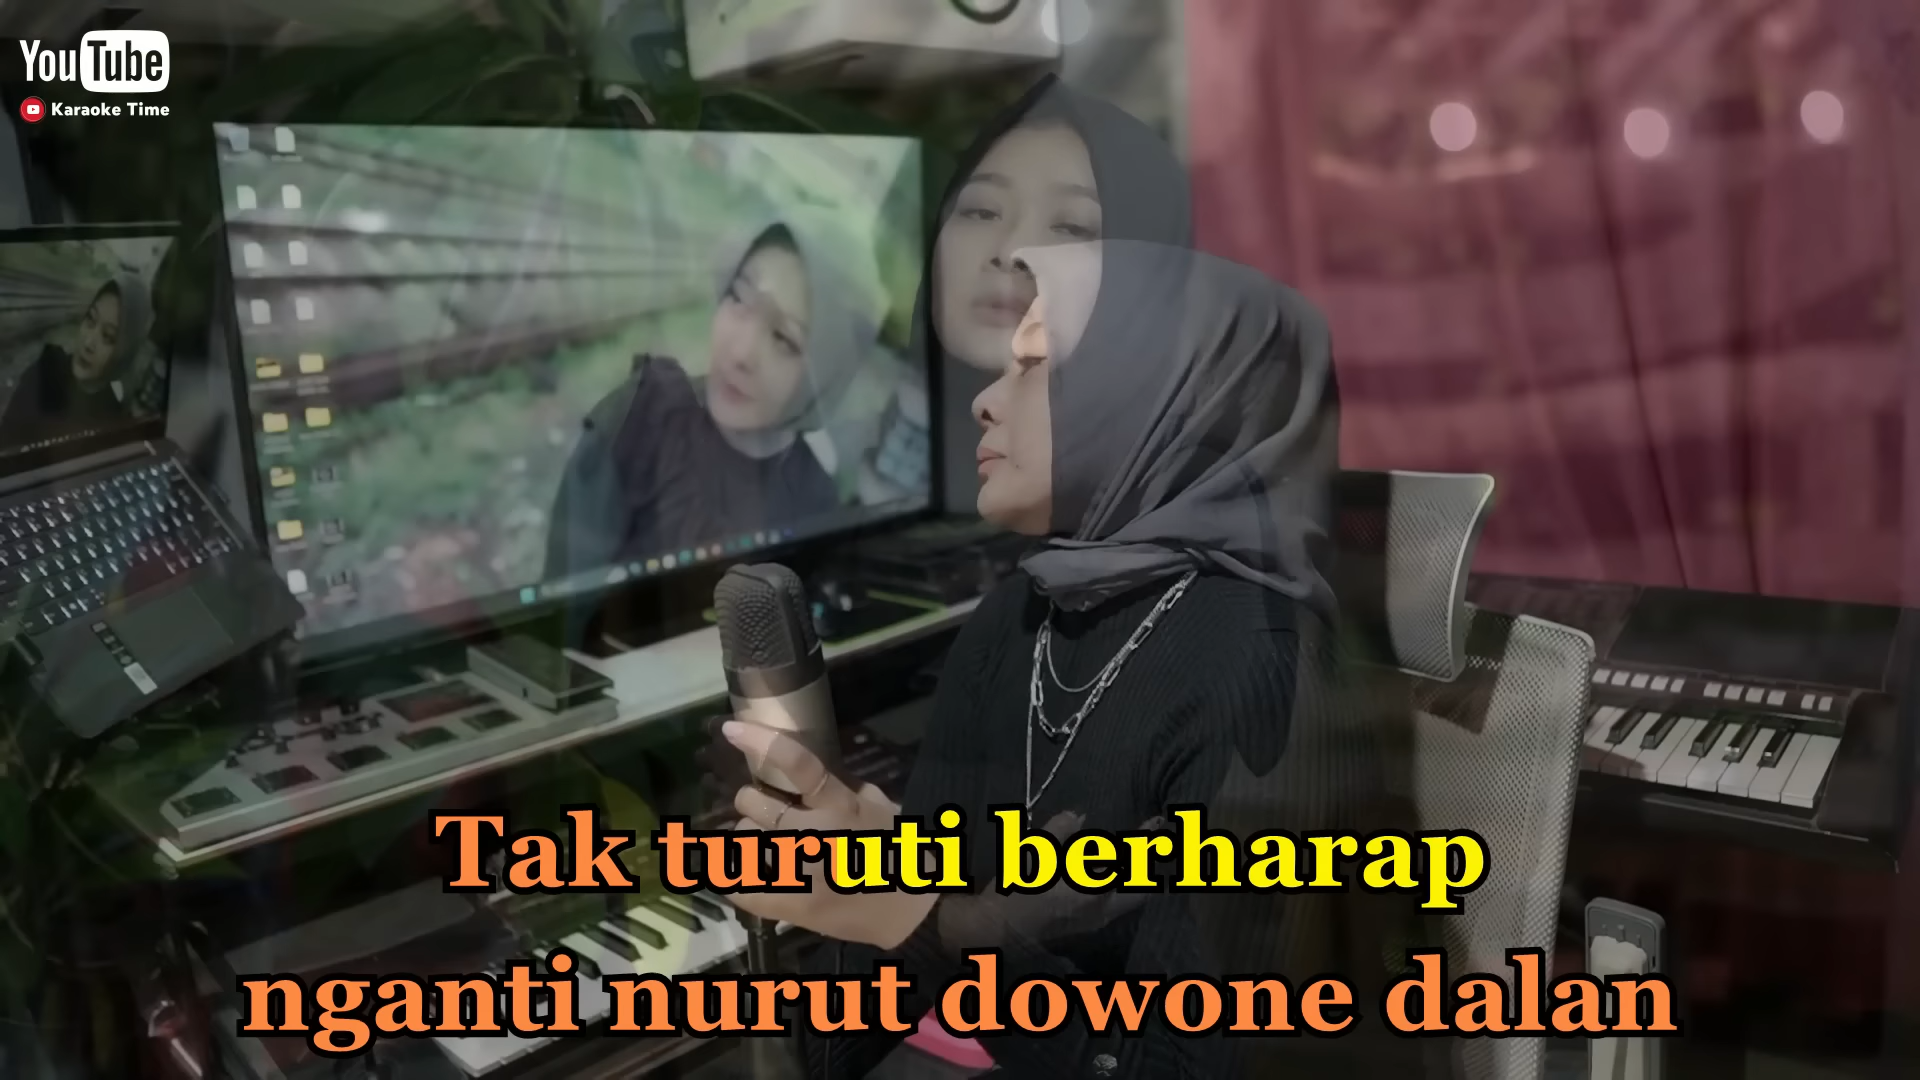 YouTube
Karaoke Time
Tak turuti berharap
nganti nurut dowone dalan